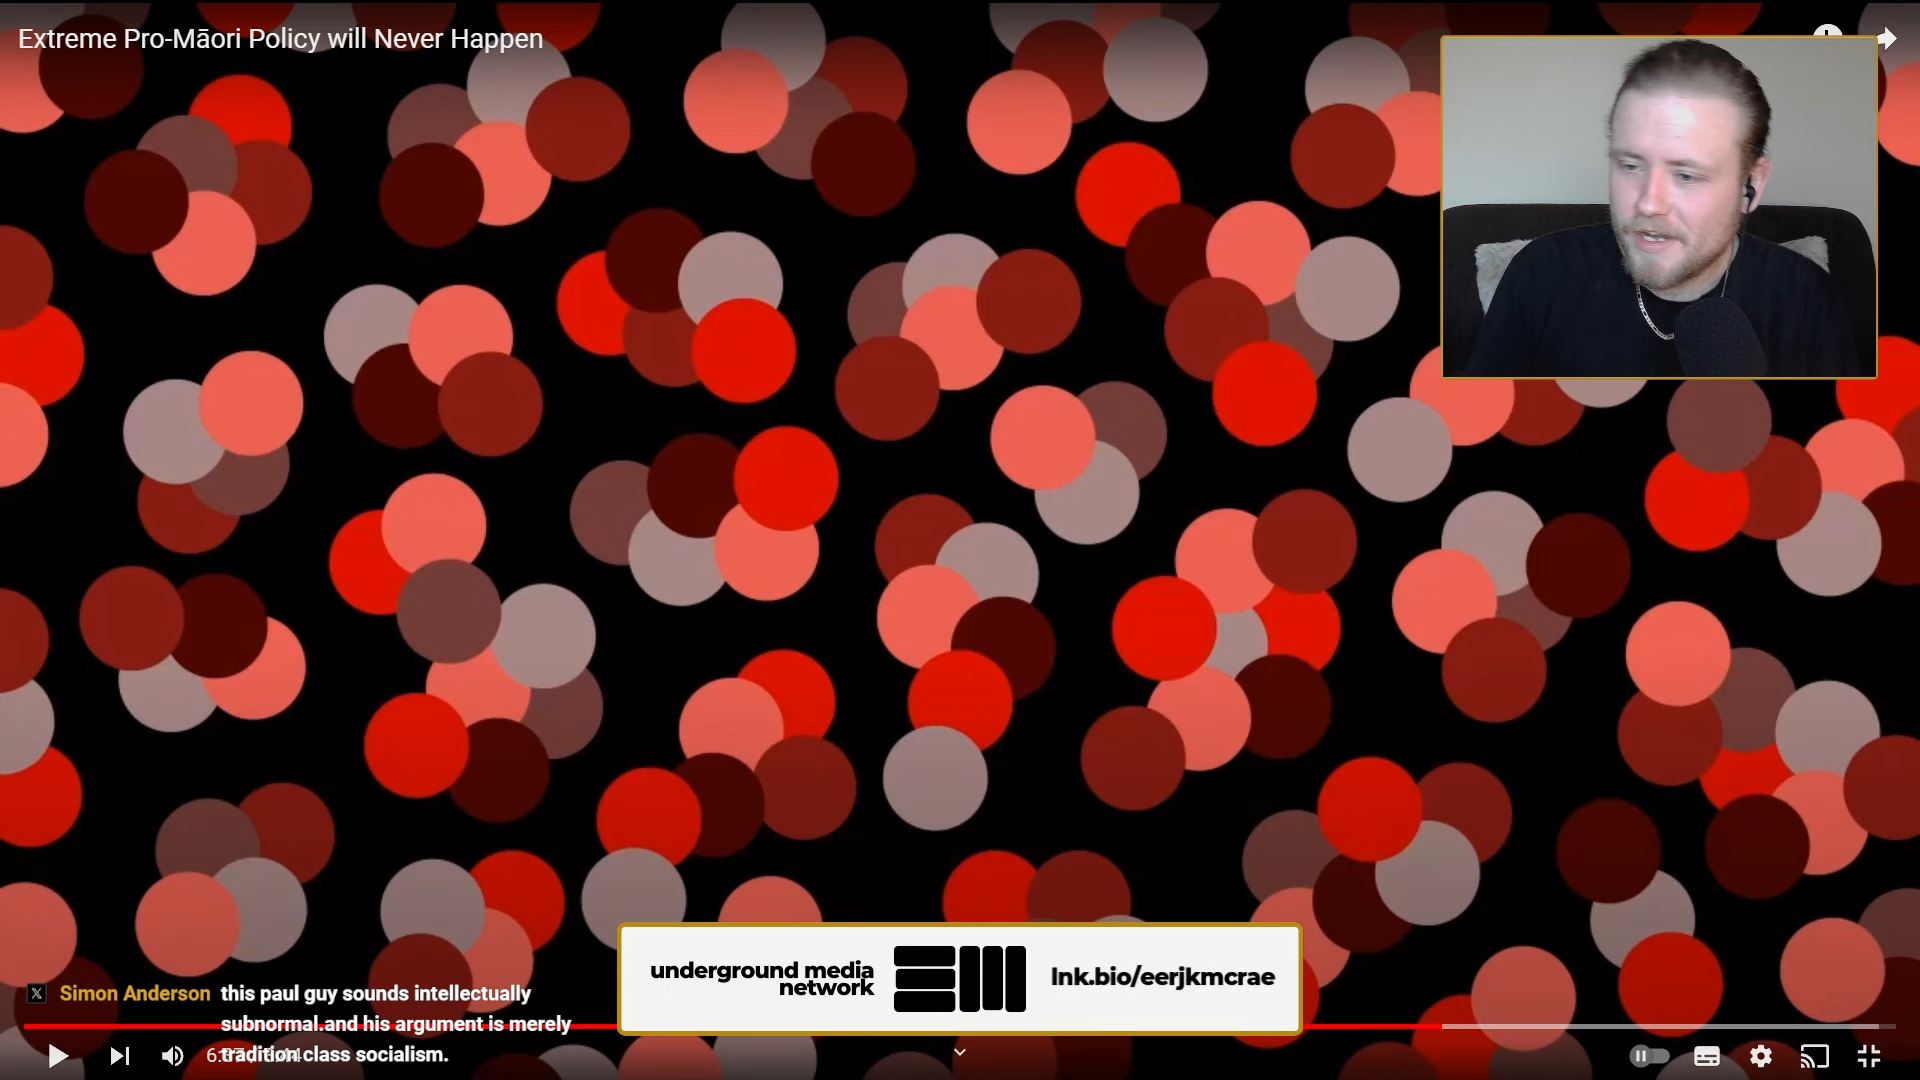 Extreme Pro-Māori Policy will Never Happen
underground media
network
lnk.bio/eerjkmcrae
Simon Anderson this paul guy sounds intellectually
subnormal.and his argument is merely
tradition class socialism.